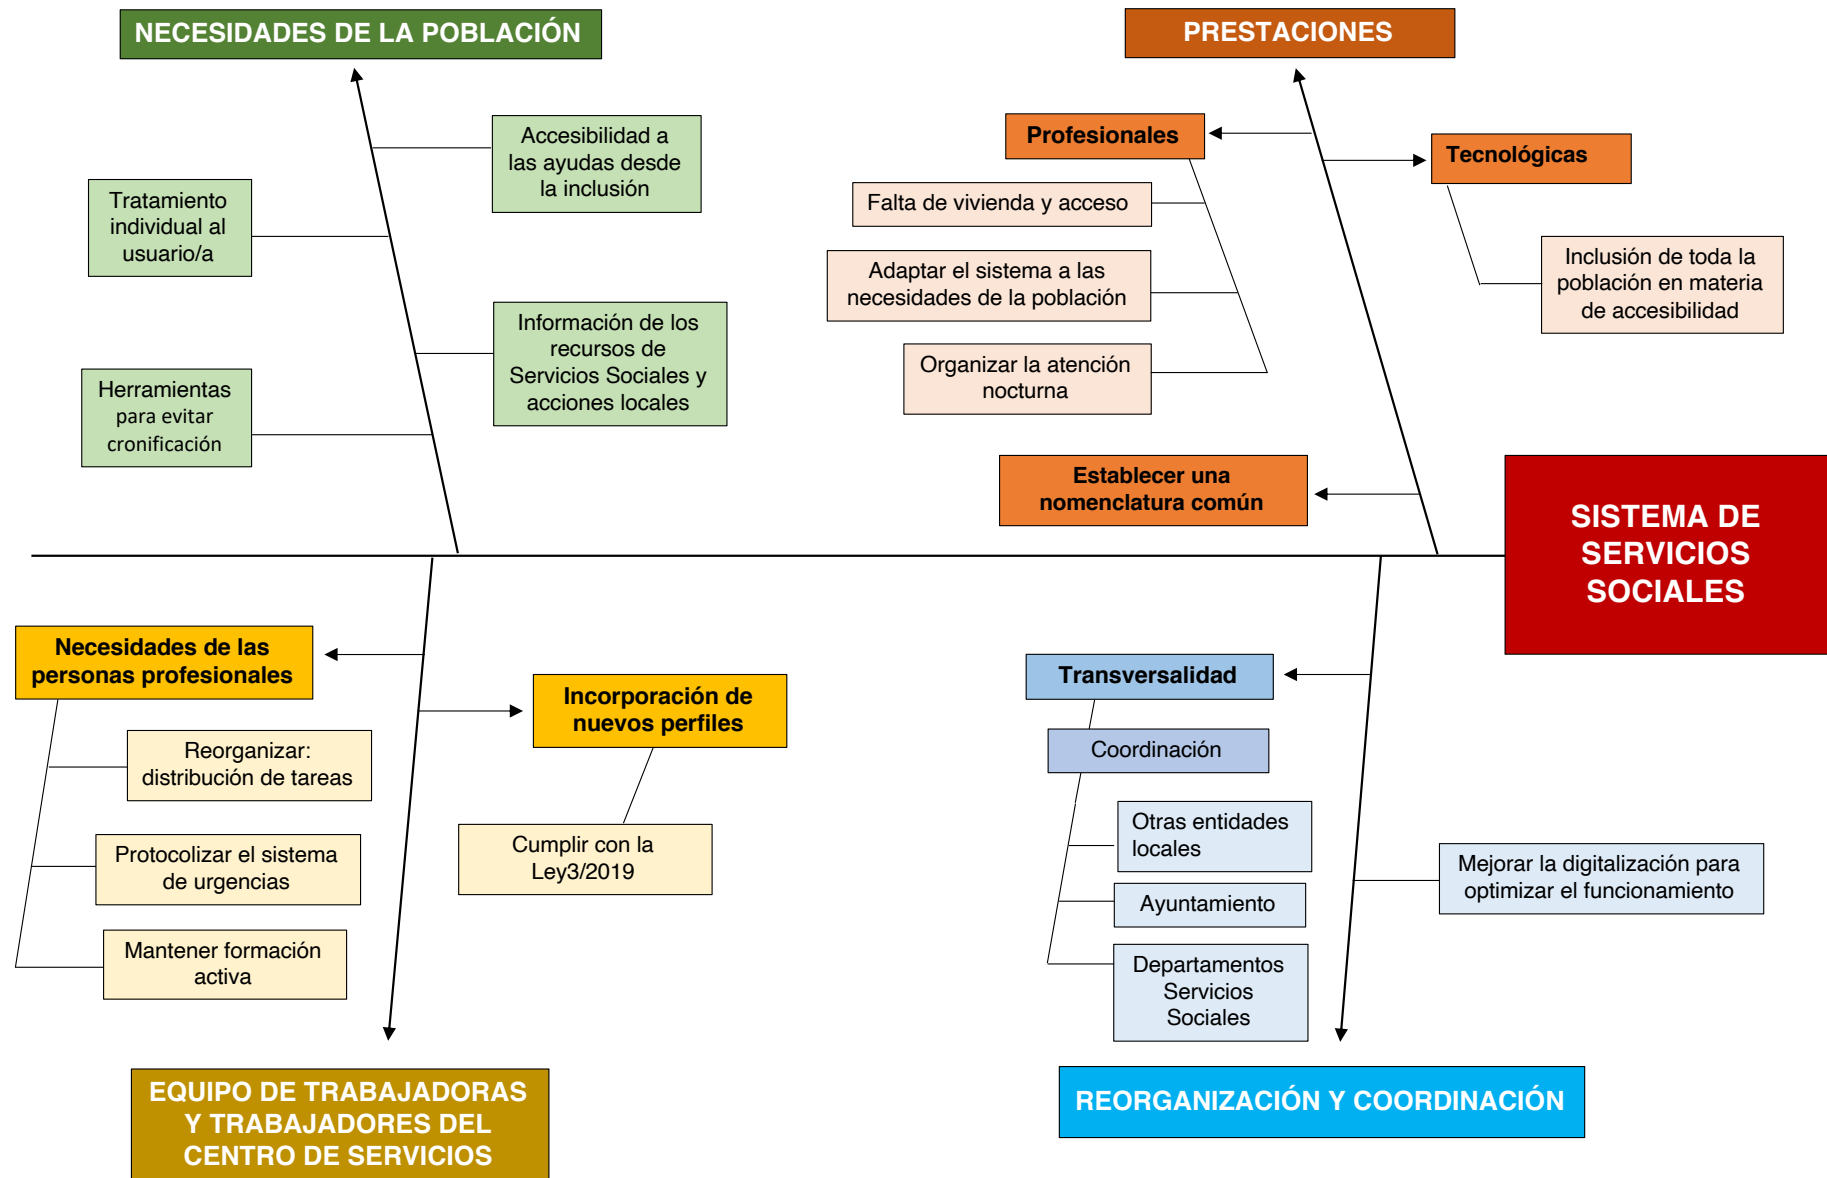 NECESIDADES DE LA POBLACIÓN
PRESTACIONES
Accesibilidad a
las ayudas desde
la inclusión
Tratamiento
individual al
usuario/a
Información de los
recursos de
Servicios Sociales y
acciones locales
Herramientas
para evitar
cronificación
Profesionales
Tecnológicas
Falta de vivienda y acceso
Adaptar el sistema a las
necesidades de la población
Organizar la atención
nocturna
Inclusión de toda la
población en materia
de accesibilidad
Establecer una
nomenclatura común
SISTEMA DE
SERVICIOS
SOCIALES
Necesidades de las
personas profesionales
Incorporación de
nuevos perfiles
Reorganizar:
distribución de tareas
Protocolizar el sistema
de urgencias
Mantener formación
activa
Cumplir con la
Ley3/2019
Transversalidad
Coordinación
Otras entidades
locales
Ayuntamiento
Departamentos
Servicios
Sociales
Mejorar la digitalización para
optimizar el funcionamiento
EQUIPO DE TRABAJADORAS
Y TRABAJADORES DEL
CENTRO DE SERVICIOS
REORGANIZACIÓN Y COORDINACIÓN